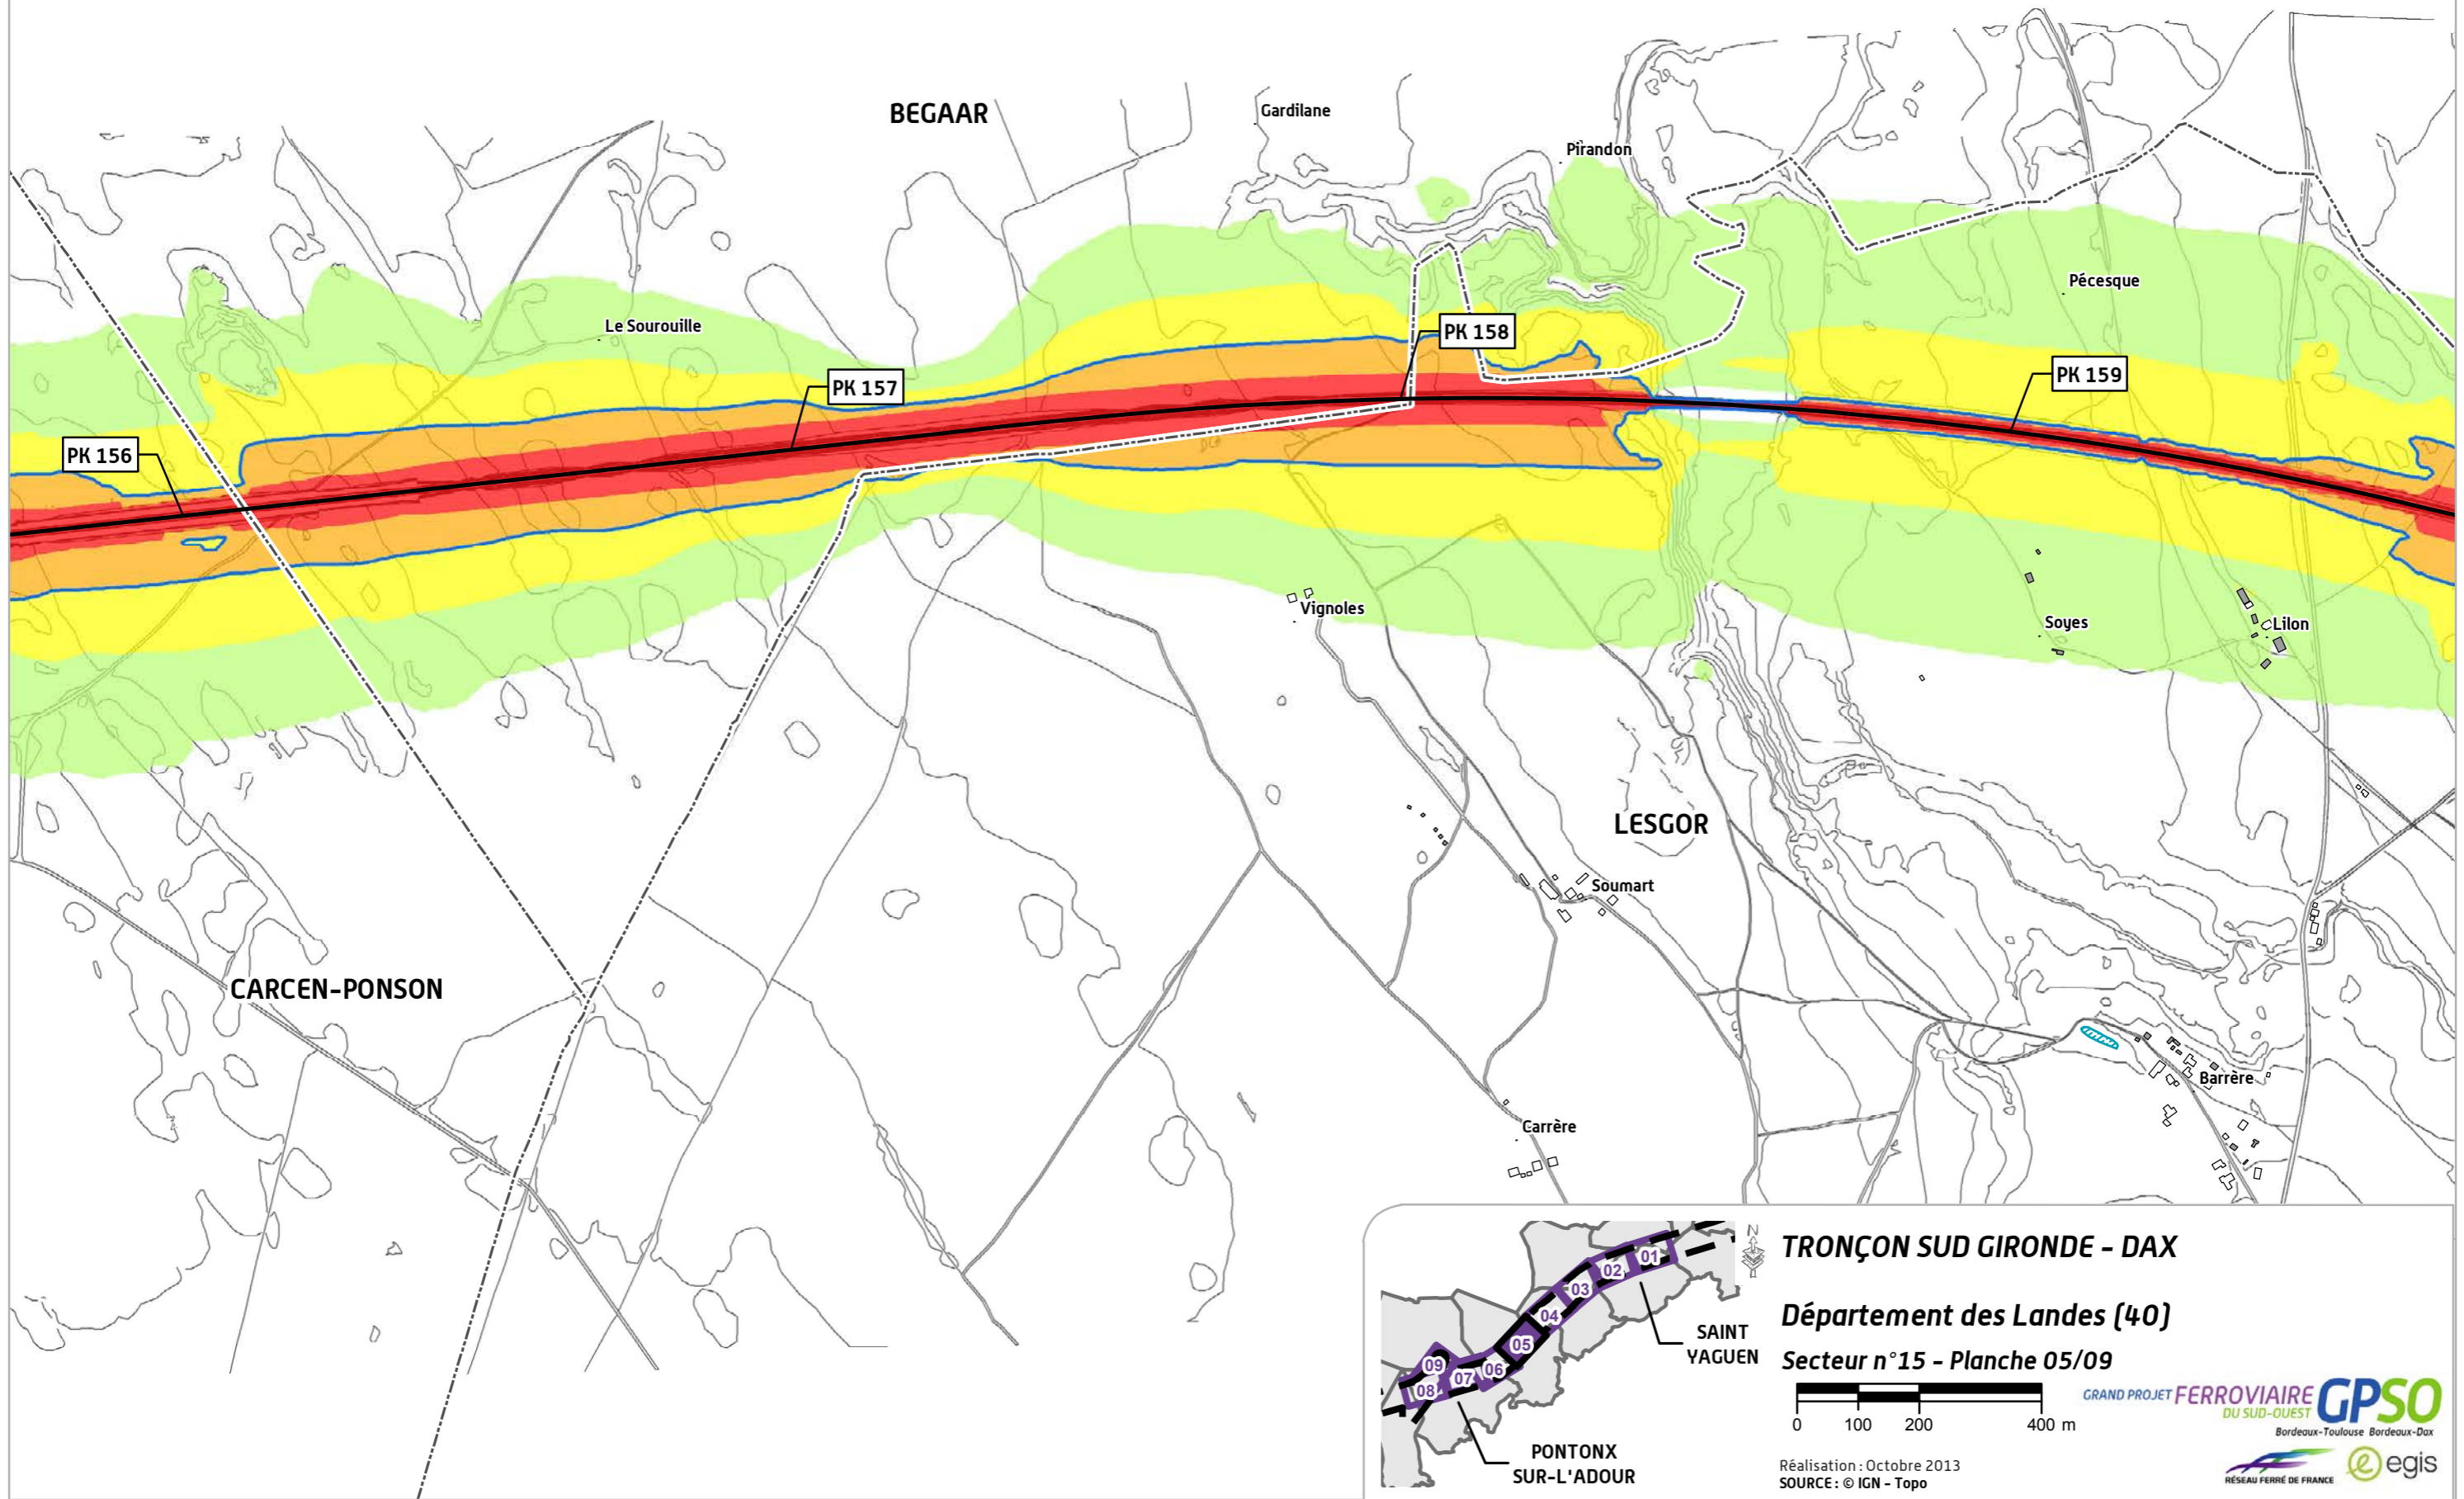 BEGAAR
Gardilane
Pirandon
Pécesque
Le Sourouille
PK 158
PK 157
PK 159
PK 156
Vignoles
Soyes
Lilon
LESGOR
Soumart
CARCEN-PONSON
Barrère
Carrère
N
01
02
03
04
05
06
07
08
09
SAINT
YAGUEN
PONTONX
SUR-L'ADOUR
TRONÇON SUD GIRONDE - DAX
Département des Landes (40)
Secteur n°15 - Planche 05/09
0 100 200 400 m
GRAND PROJET FERROVIAIRE
DU SUD-OUEST
GPSO
Bordeaux-Toulouse Bordeaux-Dax
Réalisation : Octobre 2013
SOURCE : © IGN - Topo
RÉSEAU FERRÉ DE FRANCE
e egis